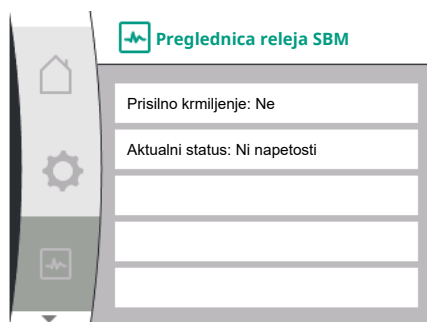 Preglednica releja SBM
Prisilno krmiljenje: Ne
Aktualni status: Ni napetosti